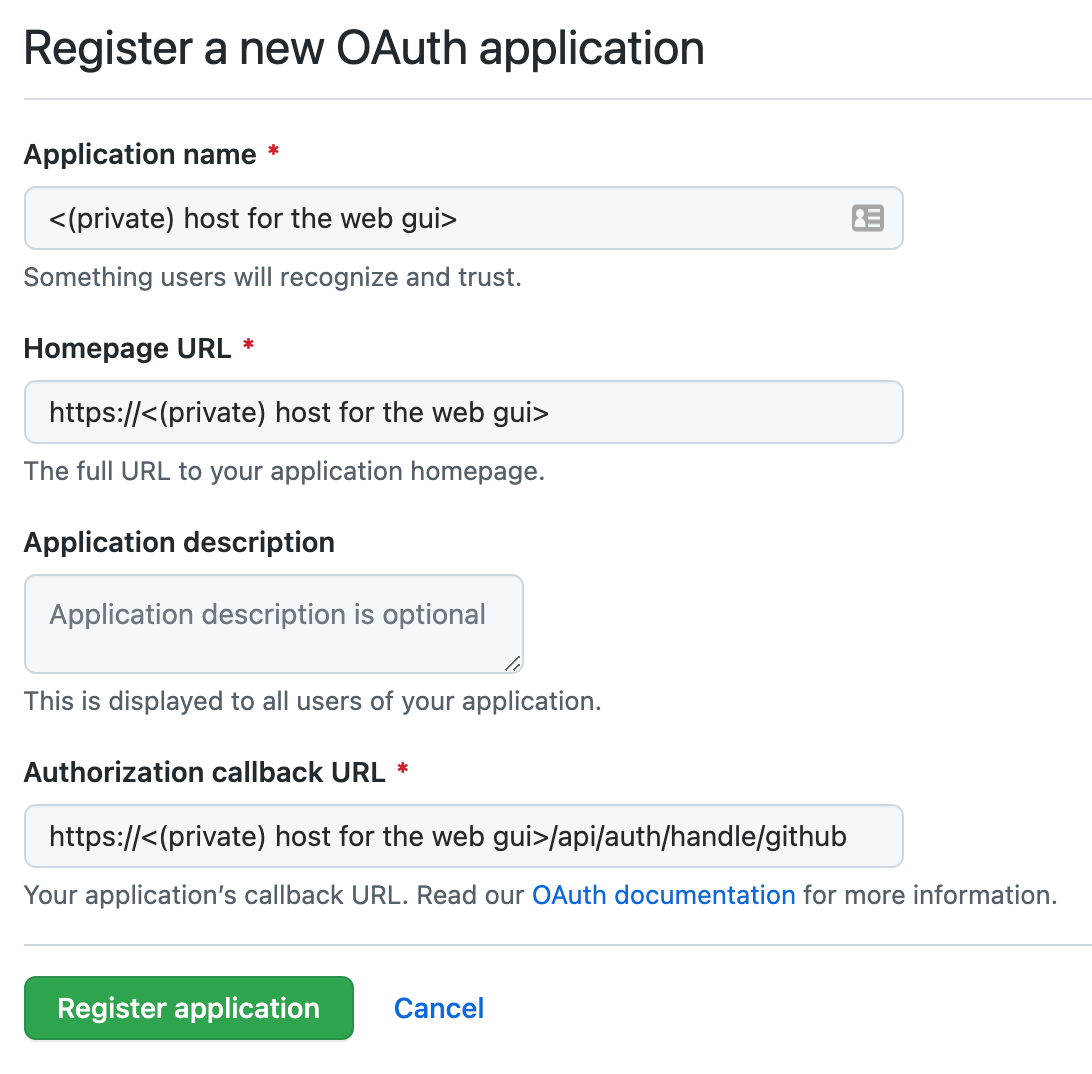 Register a new OAuth application
Application name *
<(private) host for the web gui>
Something users will recognize and trust.
Homepage URL *
https://<(private) host for the web gui>
The full URL to your application homepage.
Application description
Application description is optional
This is displayed to all users of your application.
Authorization callback URL *
https://<(private) host for the web gui>/api/auth/handle/github
Your application’s callback URL. Read our OAuth documentation for more information.
Register application Cancel